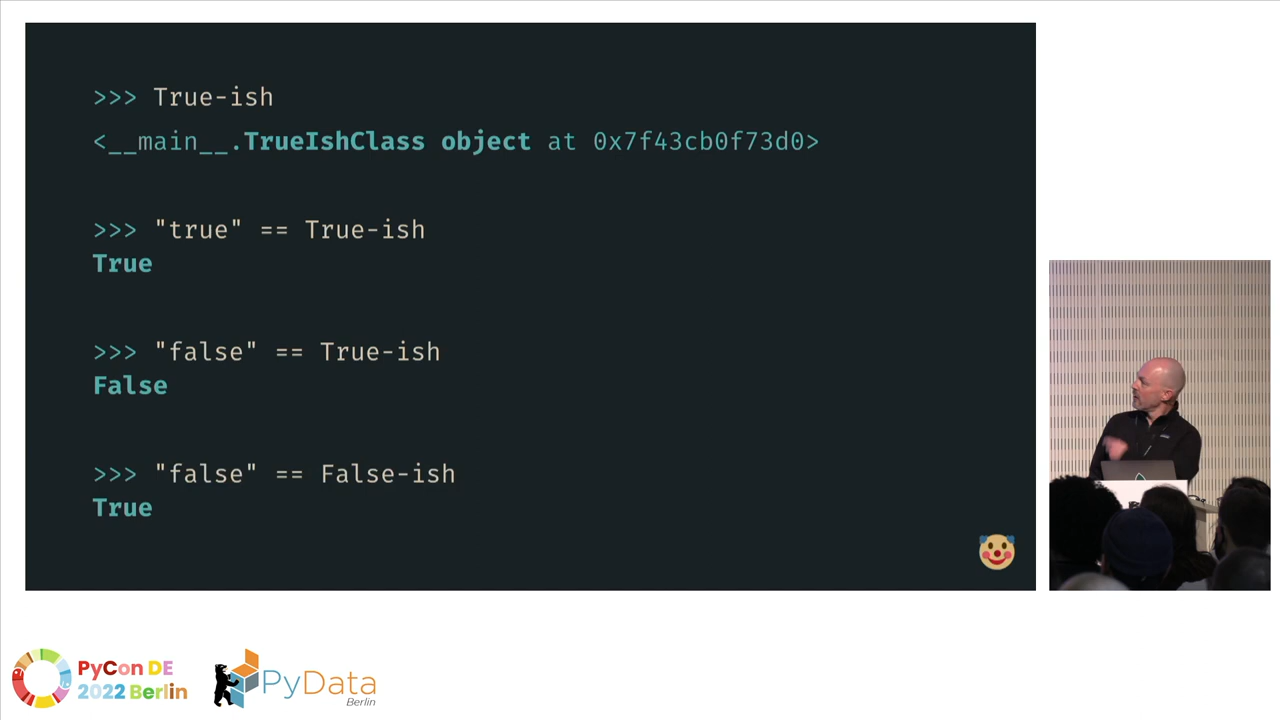 >>> True-ish
<__main__.TrueIshClass object at 0x7f43cb0f73d0>
>>> "true" == True-ish
True
>>> "false" == True-ish
False
>>> "false" == False-ish
True
PyCon DE
2022 Berlin
PyData
Berlin